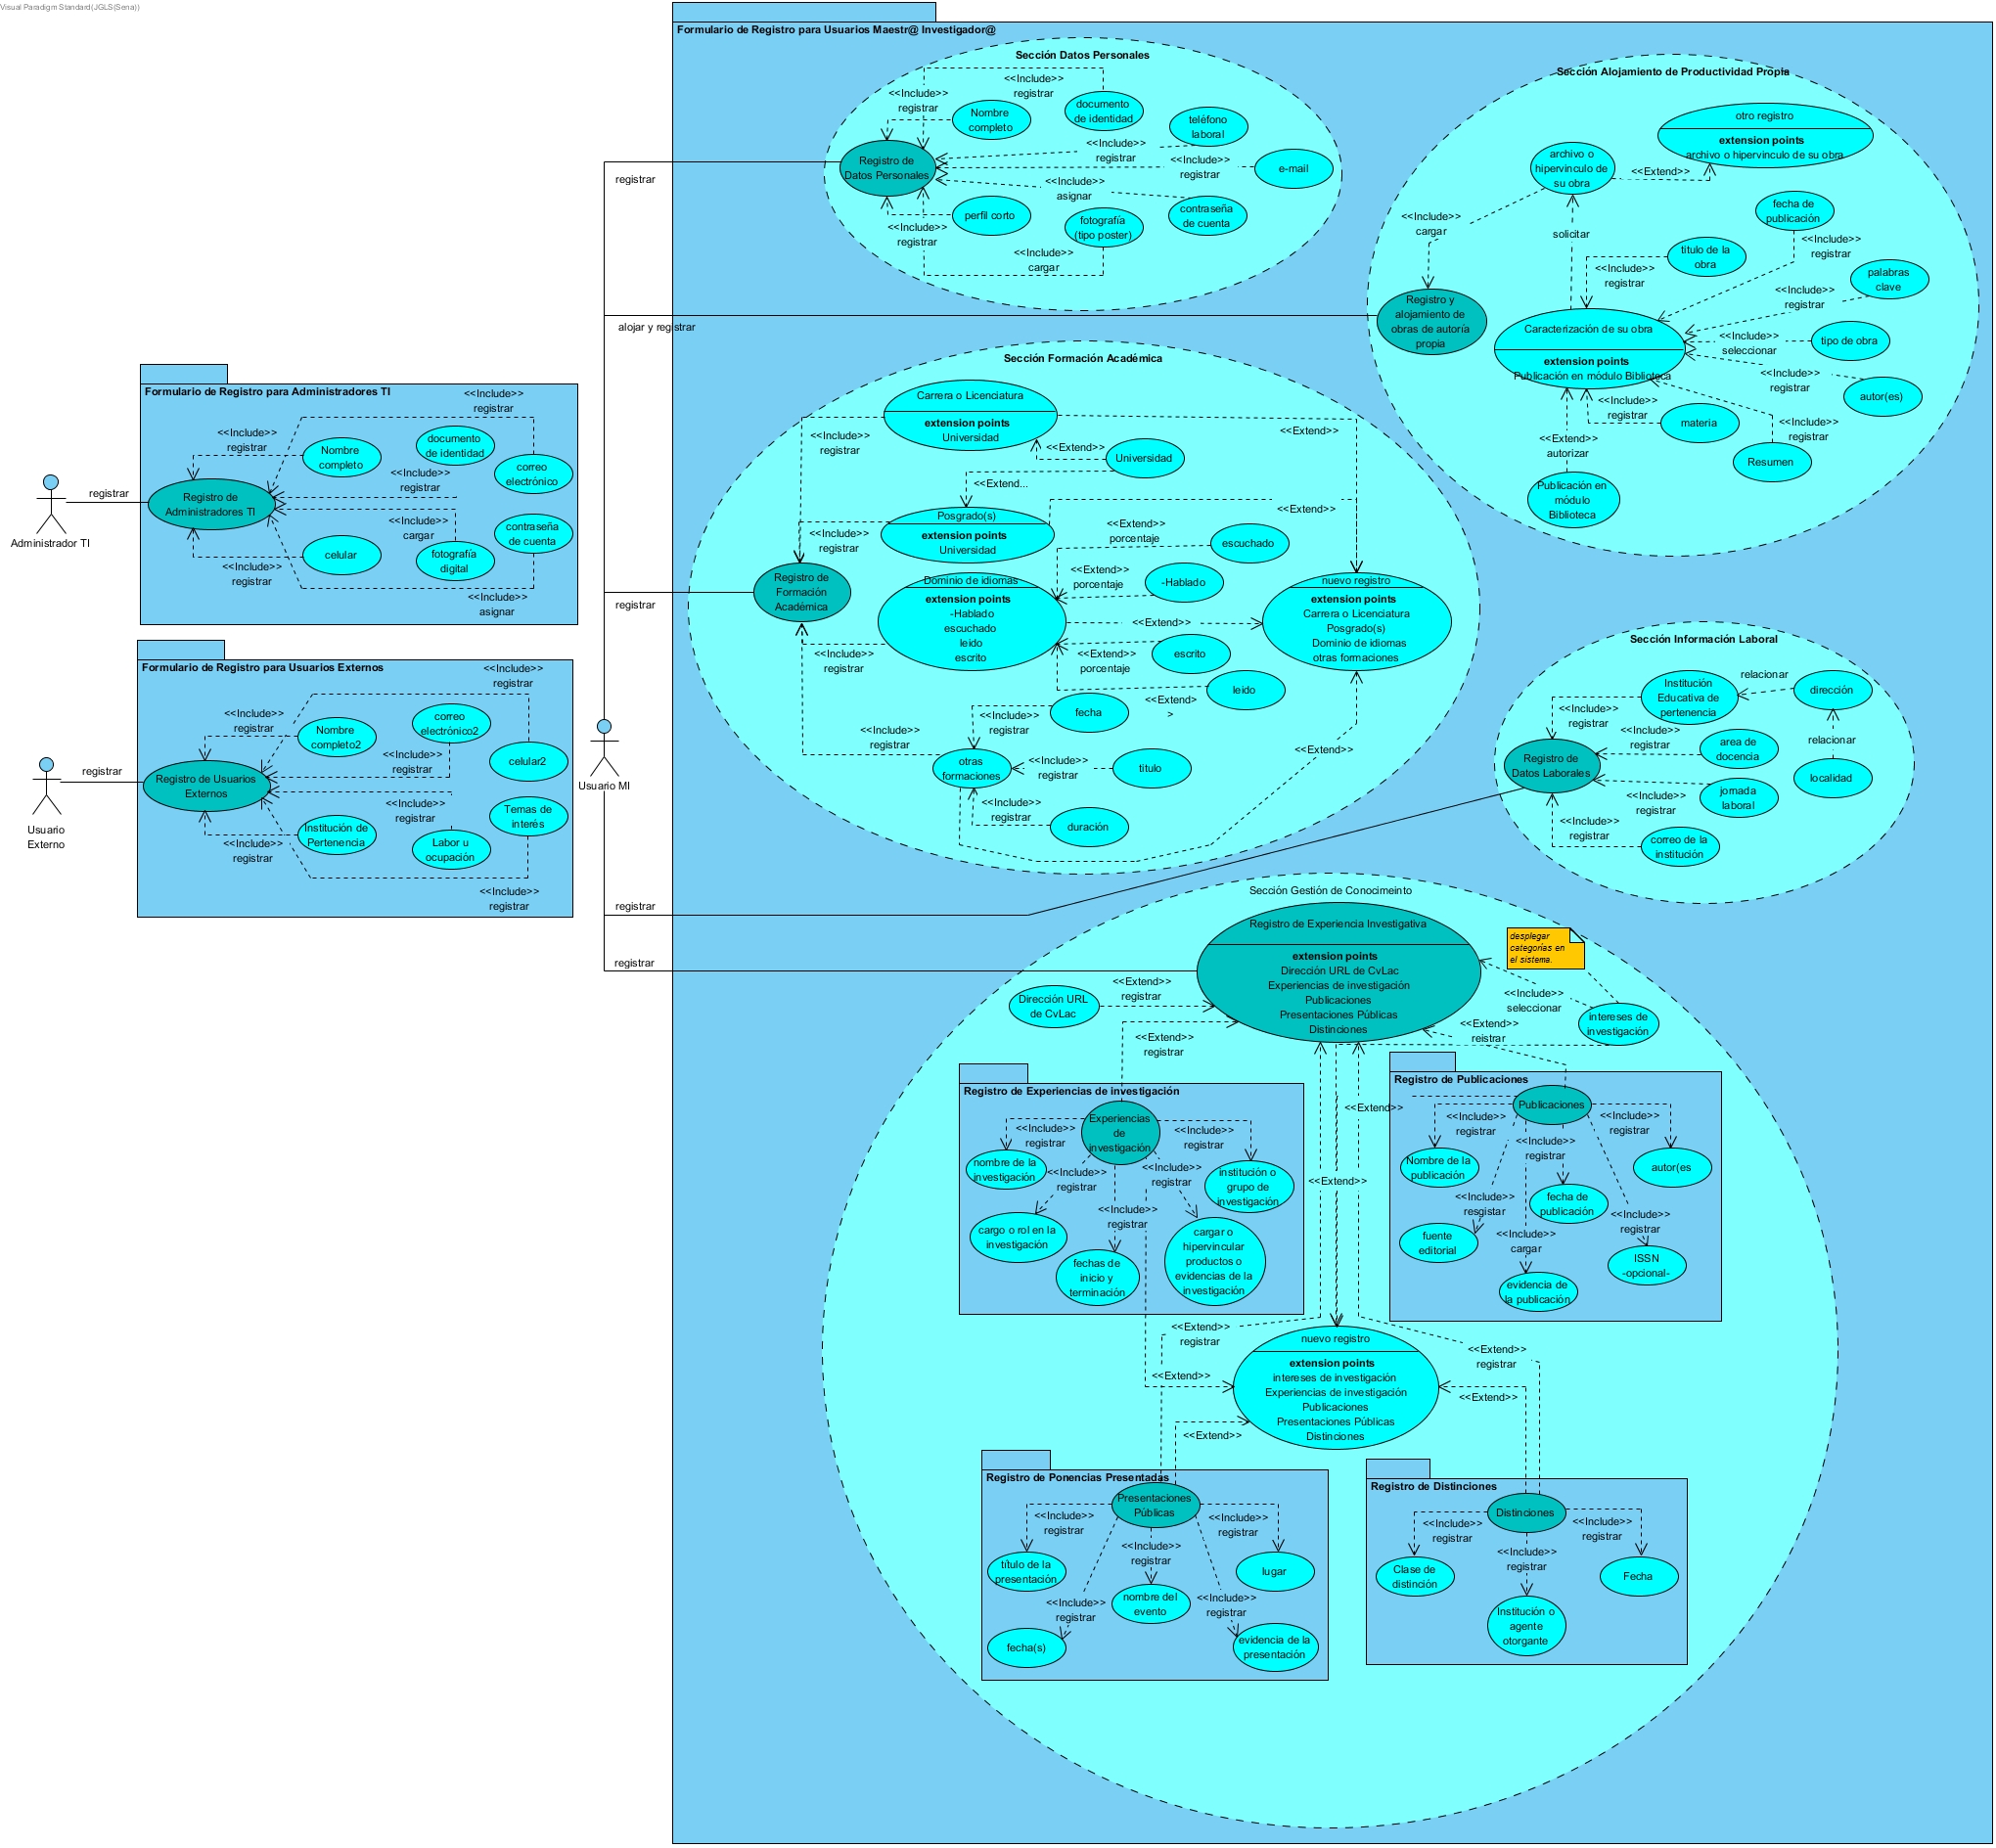 Visual Paradigm Standard(JGLS(Sena))
Formulario de Registro para Usuarios Maestr@ Investigador@
Sección Datos Personales
<<Include>>
registrar
<<Include>>
registrar
Nombre
completo
documento
de identidad
teléfono
laboral
<<Include>>
registrar
<<Include>>
registrar
e-mail
Registro de
Datos Personales
<<Include>>
asignar
contraseña
de cuenta
perfil corto
fotografía
(tipo poster)
<<Include>>
registrar
<<Include>>
cargar
registrar
Sección Alojamiento de Productividad Propia
otro registro
extension points
archivo o hipervinculo de su obra
archivo o
hipervinculo de
su obra
<<Extend>>
<<Include>>
cargar
solicitar
fecha de
publicación
<<Include>>
registrar
titulo de la
obra
<<Include>>
registrar
palabras
clave
<<Include>>
registrar
Registro y
alojamiento de
obras de autoría
propia
alojar y registrar
Caracterización de su obra
extension points
Publicación en módulo Biblioteca
<<Include>>
seleccionar
tipo de obra
<<Include>>
registrar
autor(es)
<<Include>>
registrar
materia
<<Include>>
registrar
Resumen
<<Extend>>
autorizar
Publicación en
módulo
Biblioteca
Formulario de Registro para Administradores TI
<<Include>>
registrar
<<Include>>
registrar
Nombre
completo
documento
de identidad
correo
electrónico
<<Include>>
registrar
Registro de
Administradores TI
registrar
Administrador TI
<<Include>>
cargar
contraseña
de cuenta
celular
fotografía
digital
<<Include>>
registrar
<<Include>>
asignar
Sección Formación Académica
Carrera o Licenciatura
extension points
Universidad
<<Include>>
registrar
<<Extend>>
<<Extend>>
Universidad
<<Extend...
Posgrado(s)
extension points
Universidad
<<Include>>
registrar
<<Extend>>
<<Extend>>
porcentaje
escuchado
Registro de
Formación
Académica
registrar
Dominio de idiomas
extension points
-Hablado
escuchado
leido
escrito
<<Extend>>
porcentaje
-Hablado
<<Extend>>
nuevo registro
extension points
Carrera o Licenciatura
Posgrado(s)
Dominio de idiomas
otras formaciones
<<Include>>
registrar
<<Extend>>
porcentaje
escrito
leido
<<Extend>
>
fecha
<<Include>>
registrar
<<Include>>
registrar
<<Extend>>
otras
formaciones
<<Include>>
registrar
titulo
<<Include>>
registrar
duración
Formulario de Registro para Usuarios Externos
<<Include>>
registrar
<<Include>>
registrar
Nombre
completo2
correo
electrónico2
celular2
<<Include>>
registrar
Registro de Usuarios
Externos
registrar
Usuario
Externo
<<Include>>
registrar
Temas de
interés
Institución de
Pertenencia
Labor u
ocupación
<<Include>>
registrar
<<Include>>
registrar
Usuario MI
Sección Información Laboral
Institución
Educativa de
pertenencia
relacionar
dirección
<<Include>>
registrar
<<Include>>
registrar
area de
docencia
relacionar
Registro de
Datos Laborales
<<Include>>
registrar
jornada
laboral
localidad
<<Include>>
registrar
correo de la
institución
registrar
registrar
Sección Gestión de Conocimeinto
Registro de Experiencia Investigativa
extension points
Dirección URL de CvLac
Experiencias de investigación
Publicaciones
Presentaciones Públicas
Distinciones
desplegar
categorías en
el sistema.
<<Extend>>
registrar
Dirección URL
de CvLac
<<Include>>
seleccionar
intereses de
investigación
<<Extend>>
registrar
<<Extend>>
reistrar
Registro de Experiencias de investigación
Experiencias
de
investigación
<<Include>>
registrar
<<Include>>
registrar
nombre de la
investigación
<<Include>>
registrar
<<Include>>
registrar
institución o
grupo de
investigación
<<Include>>
registrar
cargo o rol en la
investigación
fechas de
inicio y
terminación
cargar o
hipervincular
productos o
evidencias de la
investigación
<<Extend>>
<<Extend>>
Registro de Publicaciones
Publicaciones
<<Include>>
registrar
<<Include>>
registrar
<<Include>>
registrar
Nombre de la
publicación
autor(es
<<Include>>
resgistar
fecha de
publicación
<<Include>>
registrar
fuente
editorial
<<Include>>
cargar
ISSN
-opcional-
evidencia de
la publicación
<<Extend>>
registrar
nuevo registro
extension points
intereses de investigación
Experiencias de investigación
Publicaciones
Presentaciones Públicas
Distinciones
<<Extend>>
registrar
<<Extend>>
<<Extend>>
<<Extend>>
Registro de Ponencias Presentadas
Presentaciones
Públicas
<<Include>>
registrar
<<Include>>
registrar
<<Include>>
registrar
título de la
presentación
lugar
<<Include>>
registrar
nombre del
evento
<<Include>>
registrar
fecha(s)
evidencia de la
presentación
Registro de Distinciones
Distinciones
<<Include>>
registrar
<<Include>>
registrar
<<Include>>
registrar
Clase de
distinción
Fecha
Institución o
agente
otorgante